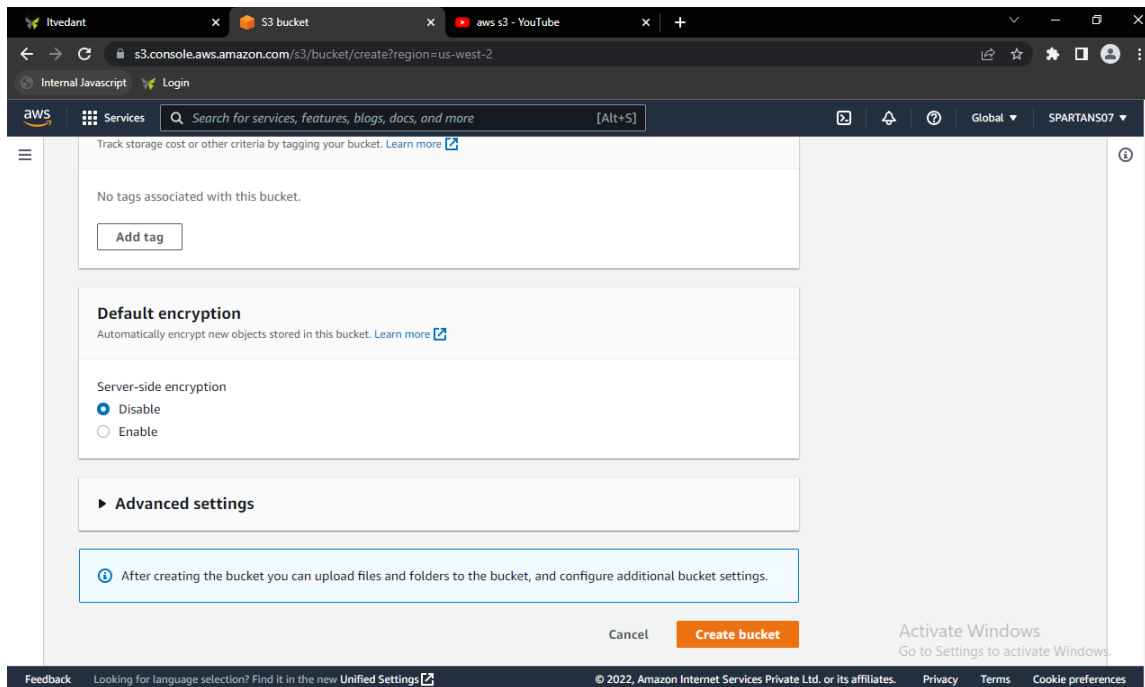 Itvedant
S3 bucket
aws s3 - YouTube
s3.console.aws.amazon.com/s3/bucket/create?region=us-west-2
Internal Javascript
Login
aws
Services
Search for services, features, blogs, docs, and more
[Alt+S]
Global
SPARTANS07
Track storage cost or other criteria by tagging your bucket. Learn more
No tags associated with this bucket.
Add tag
Default encryption
Automatically encrypt new objects stored in this bucket. Learn more
Server-side encryption
Disable
Enable
Advanced settings
After creating the bucket you can upload files and folders to the bucket, and configure additional bucket settings.
Cancel
Create bucket
Activate Windows
Go to Settings to activate Windows.
Feedback
Looking for language selection? Find it in the new Unified Settings
© 2022, Amazon Internet Services Private Ltd. or its affiliates.
Privacy
Terms
Cookie preferences